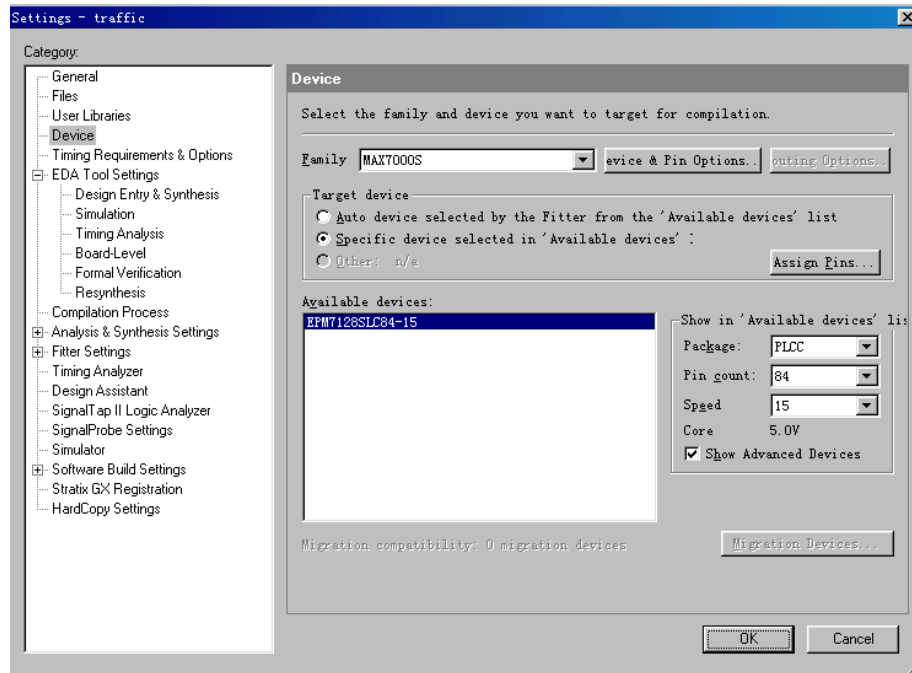 Settings - traffic
Category:
General
Files
User Libraries
Device
Timing Requirements & Options
EDA Tool Settings
Design Entry & Synthesis
Simulation
Timing Analysis
Board-Level
Formal Verification
Resynthesis
Compilation Process
Analysis & Synthesis Settings
Fitter Settings
Timing Analyzer
Design Assistant
SignalTap II Logic Analyzer
SignalProbe Settings
Simulator
Software Build Settings
Stratix GX Registration
HardCopy Settings
Device
Select the family and device you want to target for compilation.
Family MAX7000S evice & Pin Options.. outing Options..
Target device
Auto device selected by the Fitter from the 'Available devices' list
Specific device selected in 'Available devices' :
Other: n/a
Assign Pins...
Available devices:
EPM7128SLC84-15
Show in 'Available devices' lis
Package: PLCC
Pin count: 84
Speed 15
Core 5.0V
Show Advanced Devices
Migration compatibility: 0 migration devices
Migration Devices...
OK Cancel